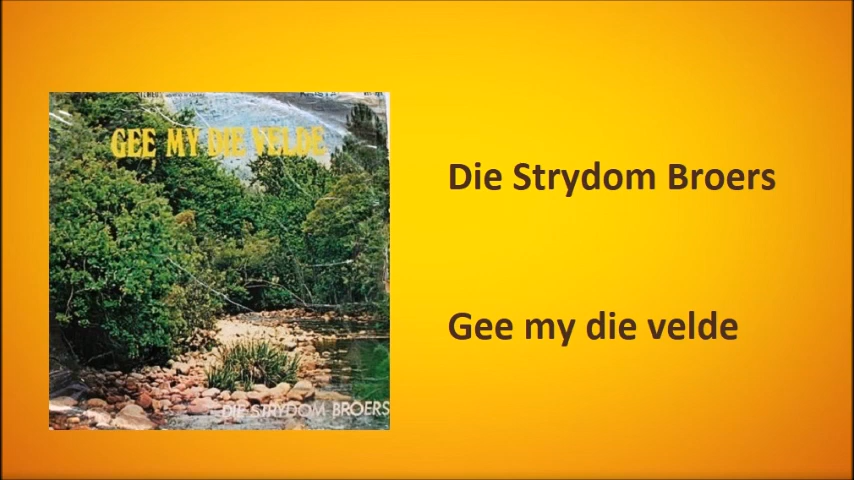 GEE MY DIE VELDE
DIE STRYDOM BROERS
Die Strydom Broers
Gee my die velde